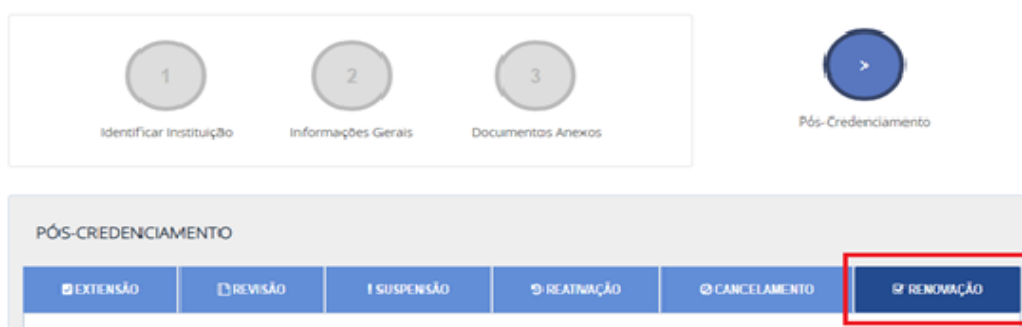 1
2
3
>
Identificar Instituição
Informações Gerais
Documentos Anexos
Pós-Credenciamento
PÓS-CREDENCIAMENTO
EXTENSÃO
REVISÃO
SUSPENSÃO
REATIVAÇÃO
CANCELAMENTO
RENOVAÇÃO